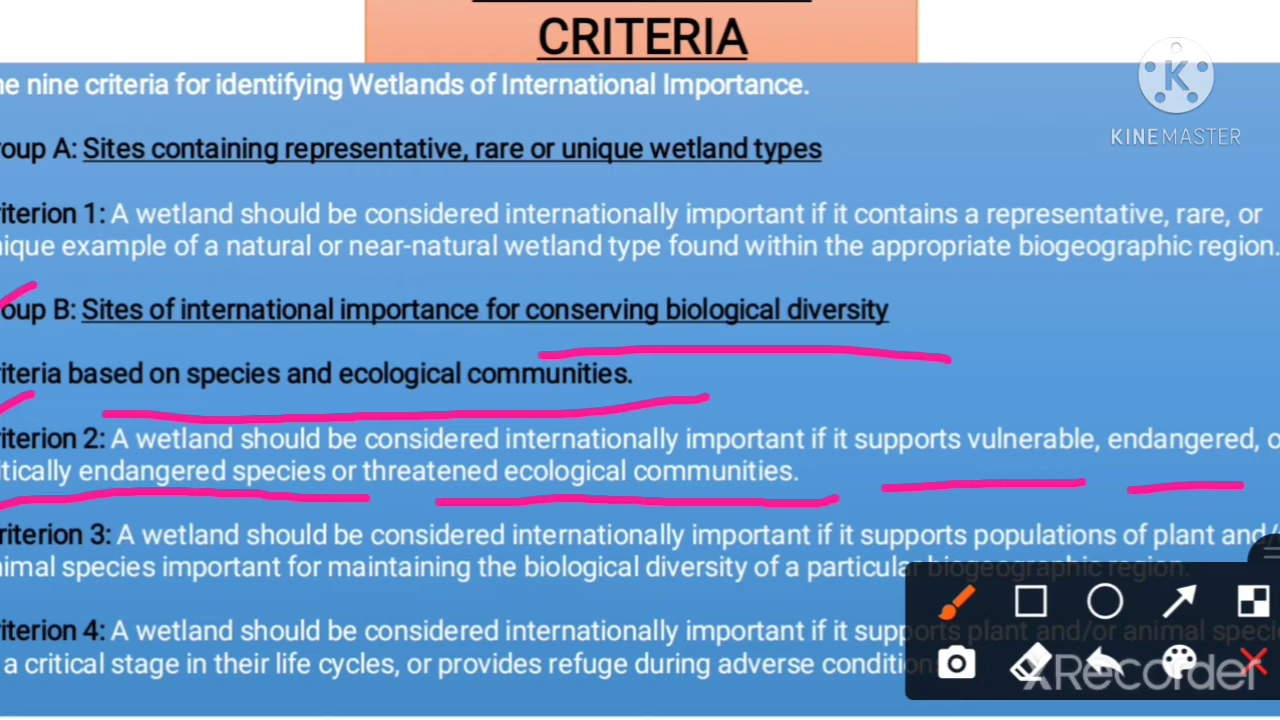 CRITERIA
K
KINEMASTER
ne nine criteria for identifying Wetlands of International Importance.
oup A: Sites containing representative, rare or unique wetland types
iterion 1: A wetland should be considered internationally important if it contains a representative, rare, or
ique example of a natural or near-natural wetland type found within the appropriate biogeographic region.
oup B: Sites of international importance for conserving biological diversity
iteria based on species and ecological communities.
iterion 2: A wetland should be considered internationally important if it supports vulnerable, endangered, o
itically endangered species or threatened ecological communities.
riterion 3: A wetland should be considered internationally important if it supports populations of plant and/
imal species important for maintaining the biological diversity of a particular biogeographic region.
iterion 4: A wetland should be considered internationally important if it supports plant and/or animal speci
a critical stage in their life cycles, or provides refuge during adverse condition
XRecorder